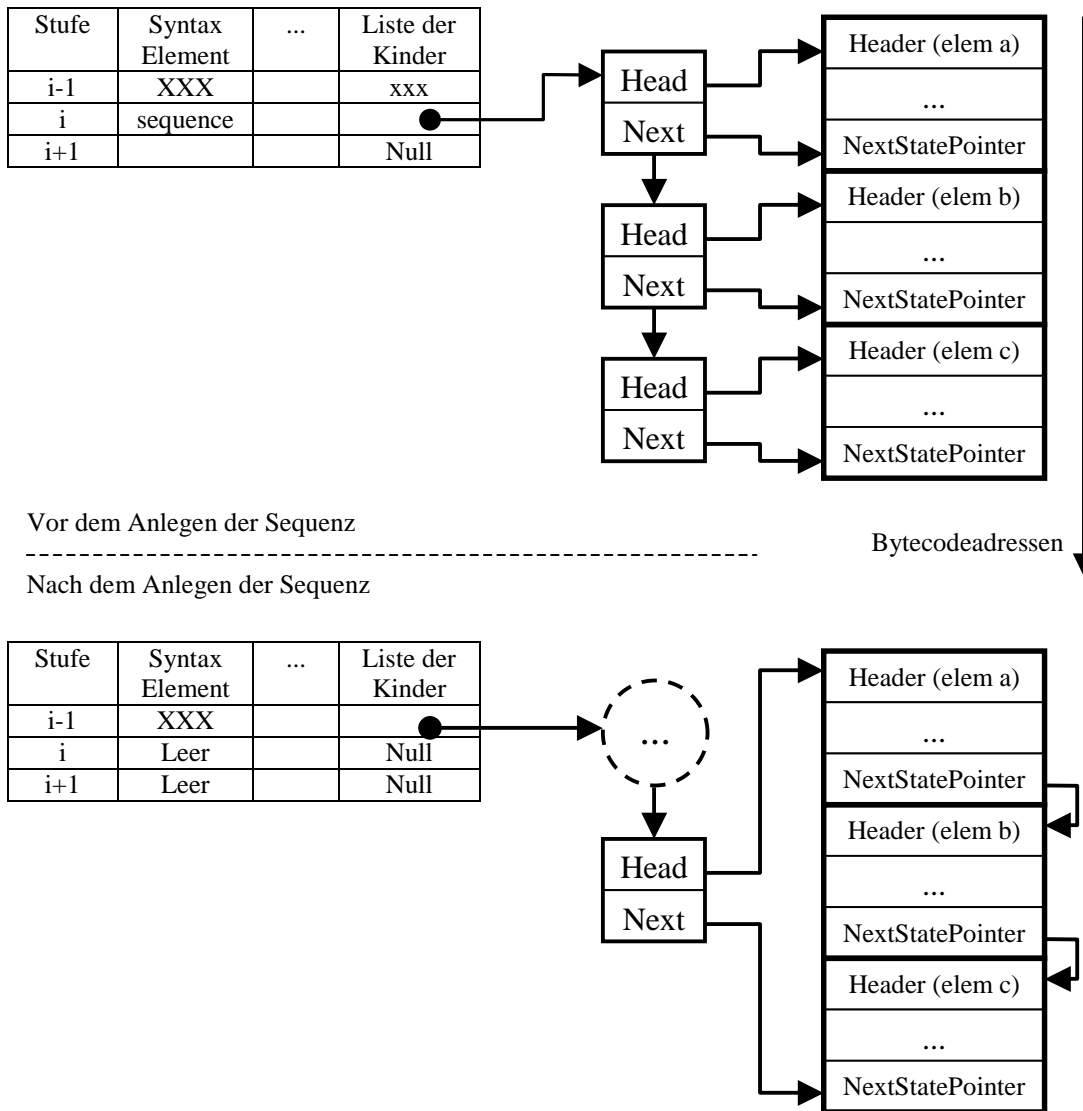 Stufe Syntax Element ... Liste der Kinder
i-1 XXX xxx
i sequence
i+1 Null
Head
Next
Head
Next
Head
Next
Header (elem a)
...
NextStatePointer
Header (elem b)
...
NextStatePointer
Header (elem c)
...
NextStatePointer
Vor dem Anlegen der Sequenz
Bytecodeadressen
Nach dem Anlegen der Sequenz
Stufe Syntax Element ... Liste der Kinder
i-1 XXX
i Leer Null
i+1 Leer Null
...
Head
Next
Header (elem a)
...
NextStatePointer
Header (elem b)
...
NextStatePointer
Header (elem c)
...
NextStatePointer